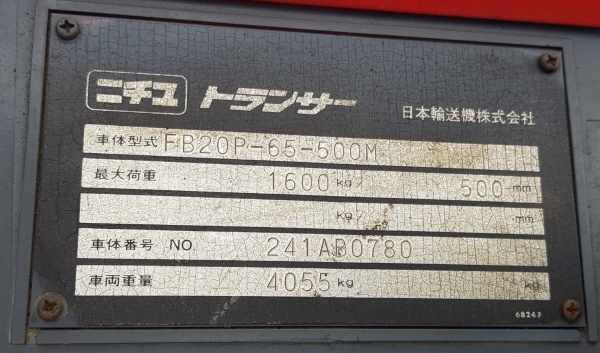 ニチユ トランサー 日本輸送機株式会社
車体型式 FB20P-65-500M
最大荷重 1600 kg/ 500 mm
kg/ mm
車体番号 NO. 241AB0780
車両重量 4055 kg kg
6824F